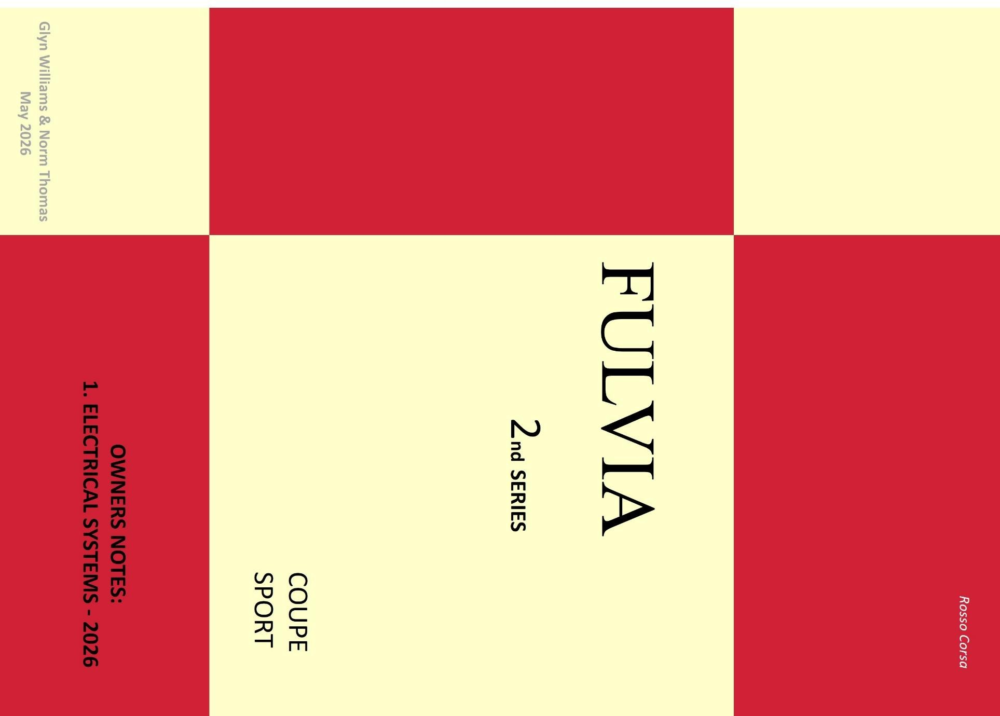 Rosso Corsa
FULVIA
2nd SERIES
COUPE
SPORT
OWNERS NOTES:
1. ELECTRICAL SYSTEMS - 2026
Glyn Williams & Norm Thomas
May 2026